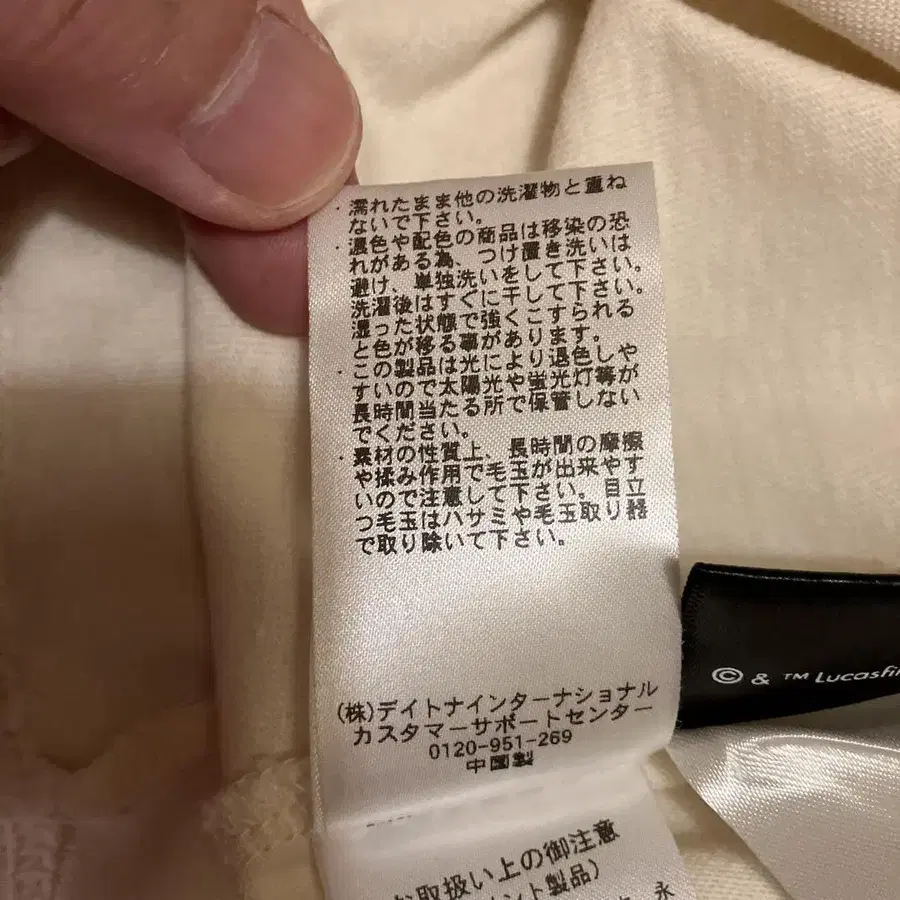 ・濡れたまま他の洗濯物と重ね
ないで下さい。
・濃色や配色の商品は移染の恐
れがある為、つけ置き洗いは
避け、単独洗いをして下さい。
洗濯後はすぐに干して下さい。
湿った状態で強くこすられる
と色が移る事があります。
・この製品は光により退色しや
すいので太陽光や蛍光灯等が
長時間当たる所で保管しない
でください。
・素材の性質上、長時間の摩擦
や揉み作用で毛玉が出来やす
いので注意して下さい。目立
つ毛玉はハサミや毛玉取り器
で取り除いて下さい。
© & ™ Lucasfi
(株)デイトナインターナショナル
カスタマーサポートセンター
0120-951-269
中国製
お取扱い上の御注意
ント製品)
永